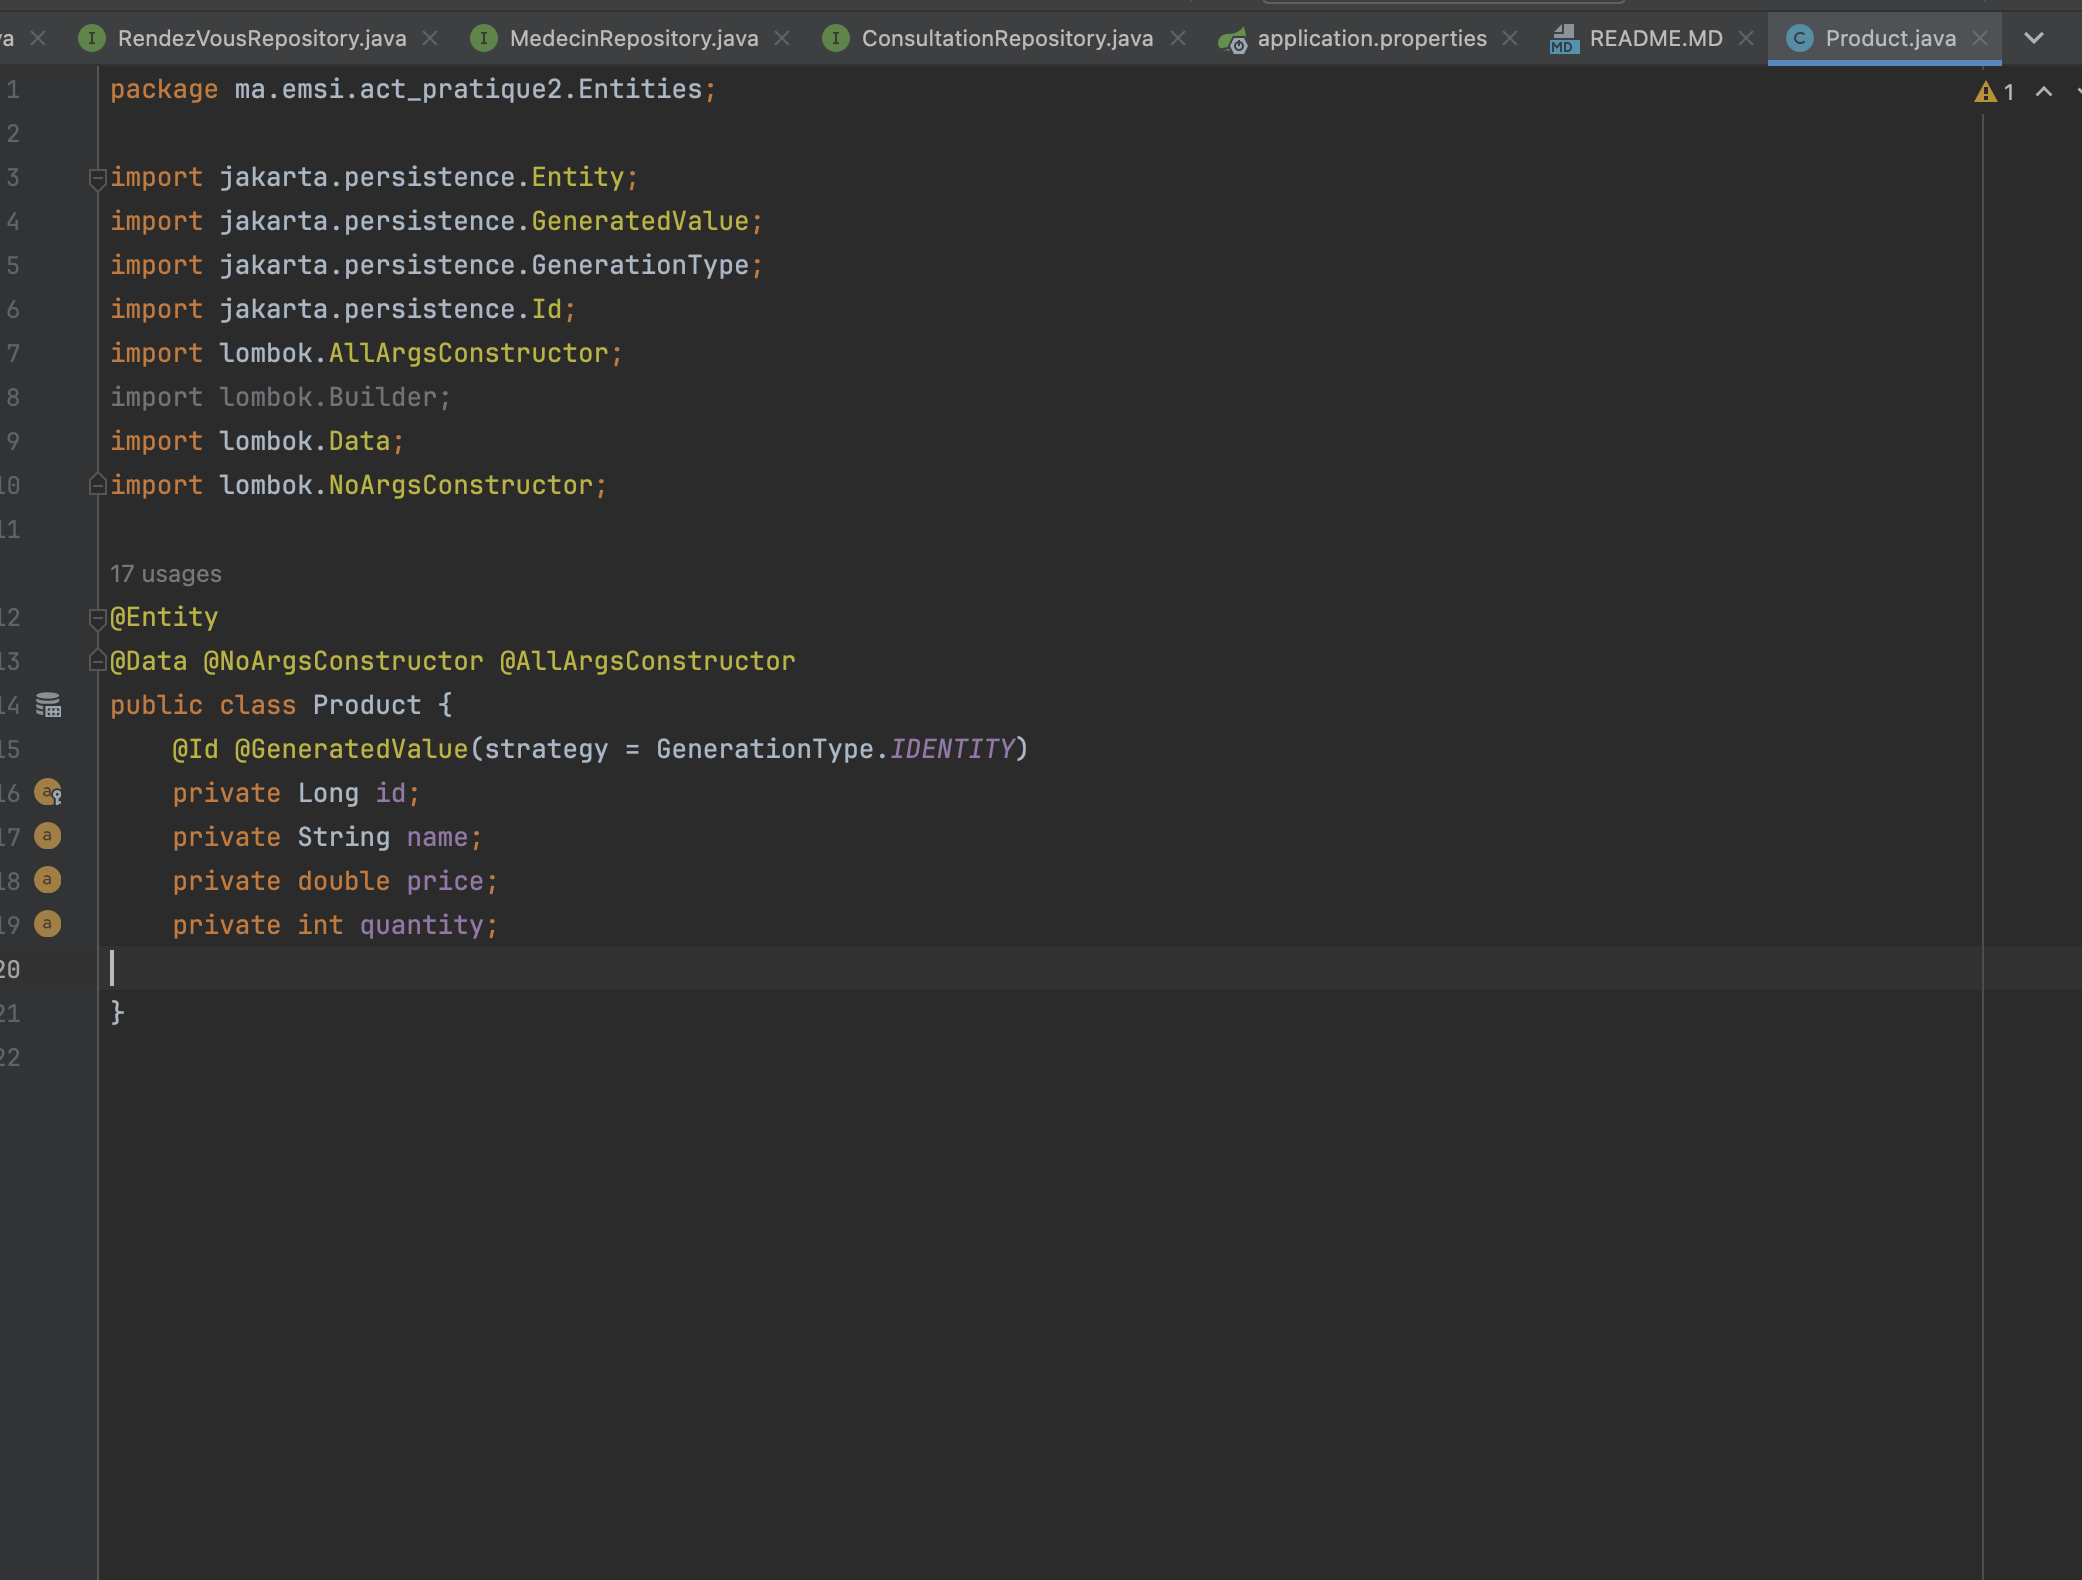 RendezVousRepository.java MedecinRepository.java ConsultationRepository.java application.properties README.MD Product.java
1 package ma.emsi.act_pratique2.Entities; 1
2
3 import jakarta.persistence.Entity;
4 import jakarta.persistence.GeneratedValue;
5 import jakarta.persistence.GenerationType;
6 import jakarta.persistence.Id;
7 import lombok.AllArgsConstructor;
8 import lombok.Builder;
9 import lombok.Data;
10 import lombok.NoArgsConstructor;
11
17 usages
12 @Entity
13 @Data @NoArgsConstructor @AllArgsConstructor
14 public class Product {
15     @Id @GeneratedValue(strategy = GenerationType.IDENTITY)
16     private Long id;
17     private String name;
18     private double price;
19     private int quantity;
20
21 }
22